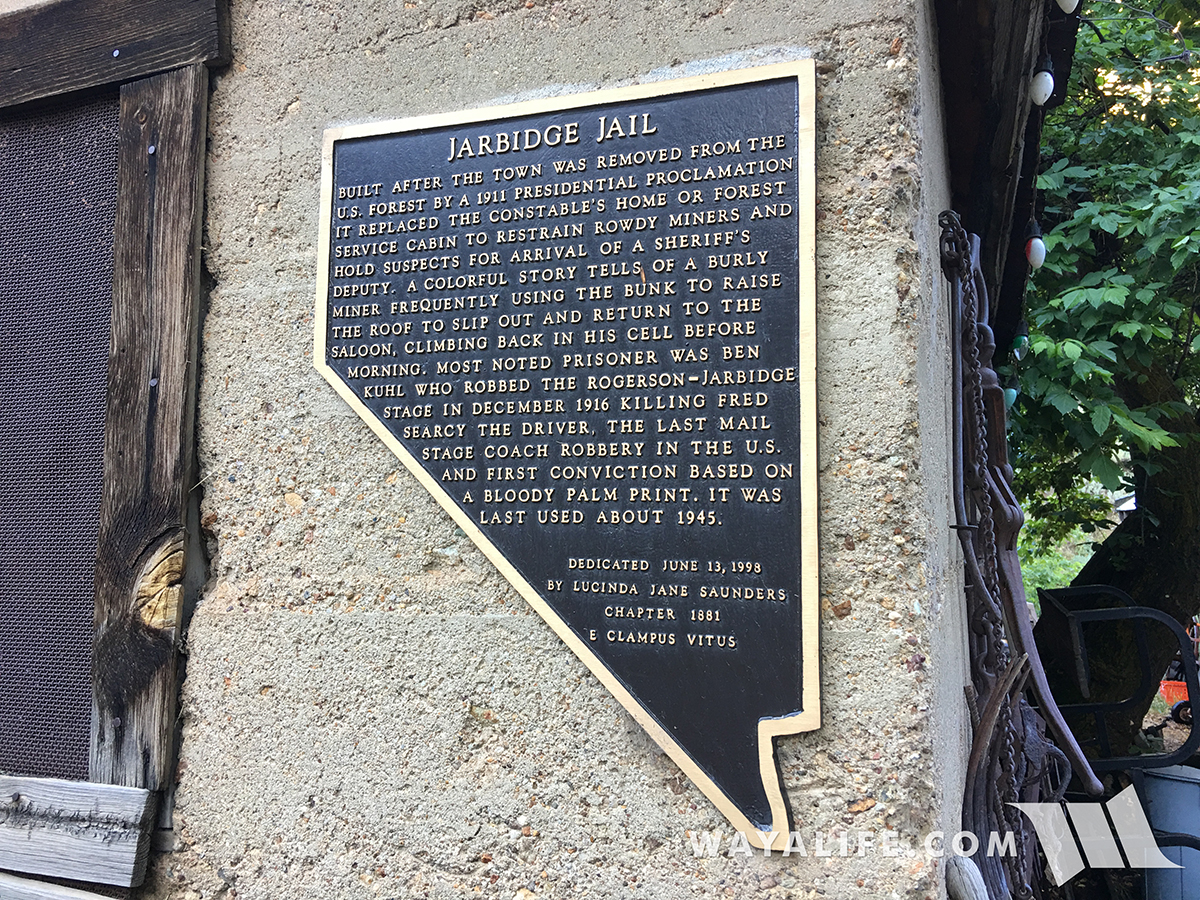 JARBIDGE JAIL
BUILT AFTER THE TOWN WAS REMOVED FROM THE
U.S. FOREST BY A 1911 PRESIDENTIAL PROCLAMATION
IT REPLACED THE CONSTABLE'S HOME OR FOREST
SERVICE CABIN TO RESTRAIN ROWDY MINERS AND
HOLD SUSPECTS FOR ARRIVAL OF A SHERIFF'S
DEPUTY. A COLORFUL STORY TELLS OF A BURLY
MINER FREQUENTLY USING THE BUNK TO RAISE
THE ROOF TO SLIP OUT AND RETURN TO THE
SALOON, CLIMBING BACK IN HIS CELL BEFORE
MORNING. MOST NOTED PRISONER WAS BEN
KUHL WHO ROBBED THE ROGERSON-JARBIDGE
STAGE IN DECEMBER 1916 KILLING FRED
SEARCY THE DRIVER, THE LAST MAIL
STAGE COACH ROBBERY IN THE U.S.
AND FIRST CONVICTION BASED ON
A BLOODY PALM PRINT. IT WAS
LAST USED ABOUT 1945.
DEDICATED JUNE 13, 1998
BY LUCINDA JANE SAUNDERS
CHAPTER 1881
E CLAMPUS VITUS
WAYALIFE.COM